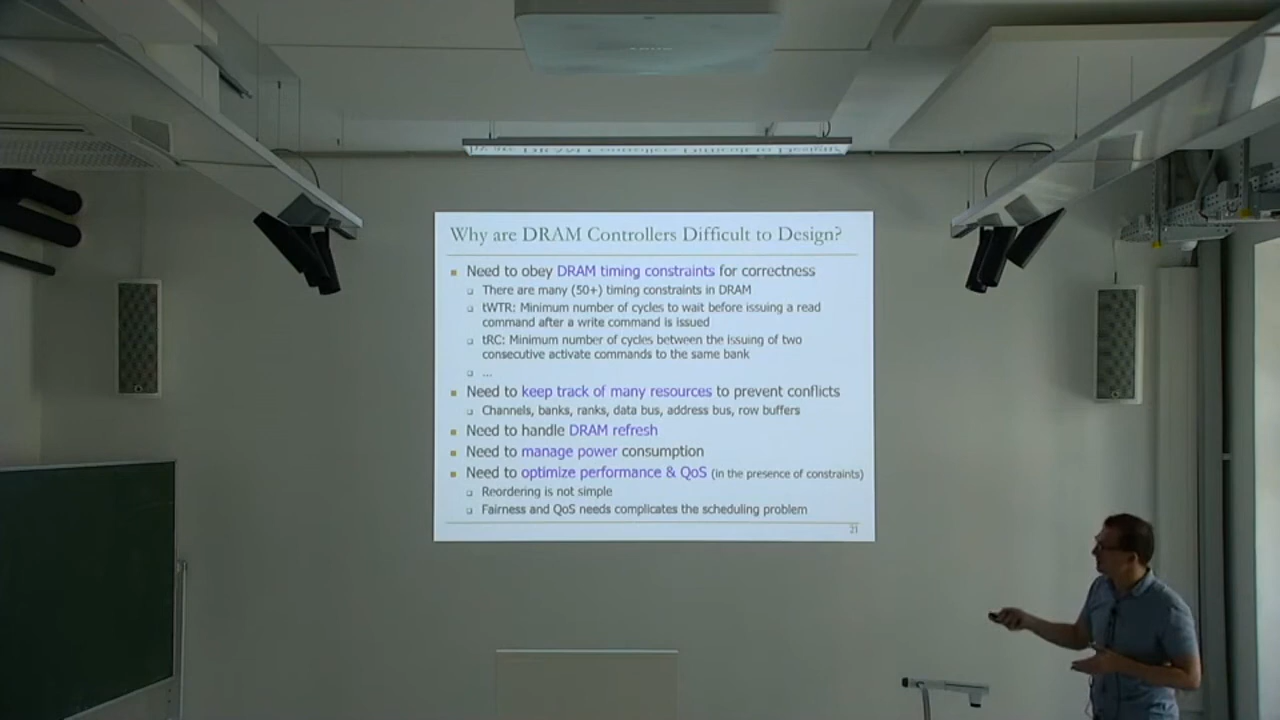 Why are DRAM Controllers Difficult to Design?
Need to obey DRAM timing constraints for correctness
There are many (50+) timing constraints in DRAM
tWTR: Minimum number of cycles to wait before issuing a read
command after a write command is issued
tRC: Minimum number of cycles between the issuing of two
consecutive activate commands to the same bank
...
Need to keep track of many resources to prevent conflicts
Channels, banks, ranks, data bus, address bus, row buffers
Need to handle DRAM refresh
Need to manage power consumption
Need to optimize performance & QoS (in the presence of constraints)
Reordering is not simple
Fairness and QoS needs complicates the scheduling problem
21